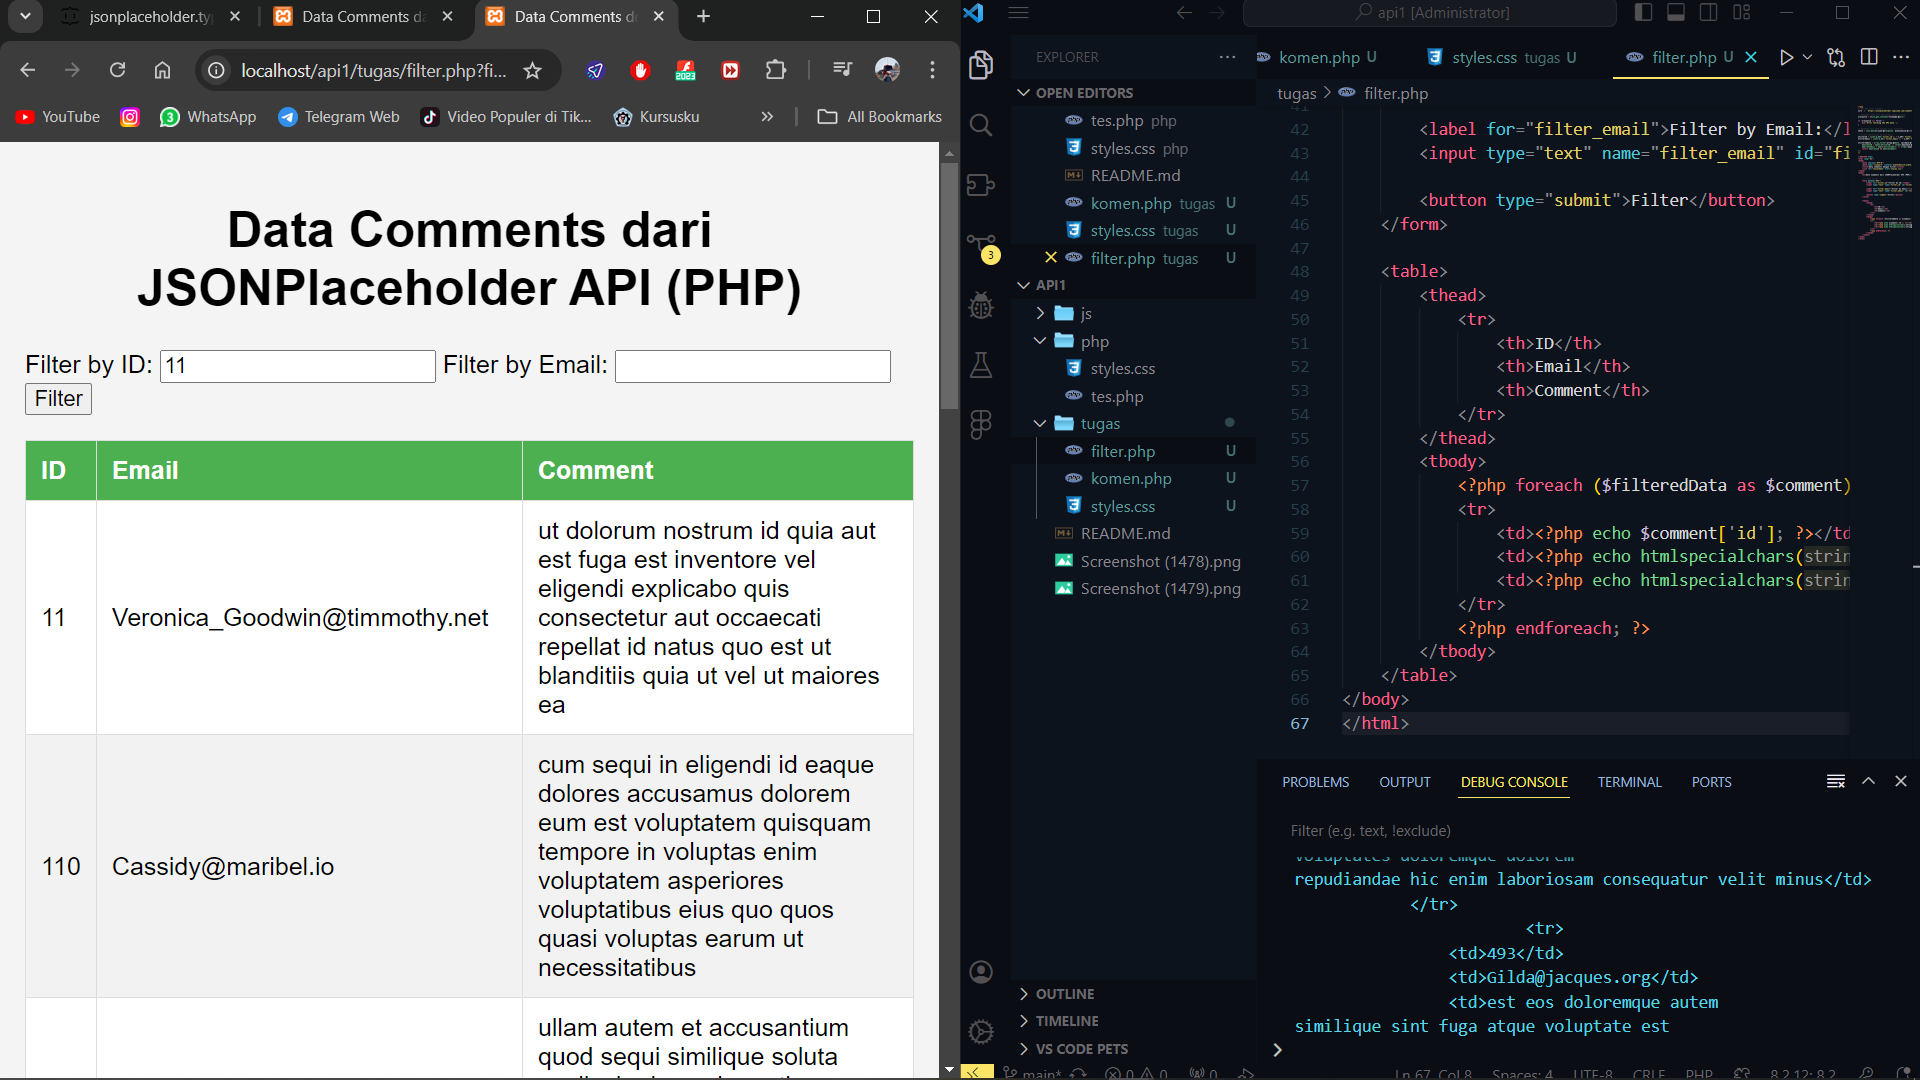 jsonplaceholder.ty
Data Comments da
Data Comments d
localhost/api1/tugas/filter.php?fi...
YouTube
WhatsApp
Telegram Web
Video Populer di Tik...
Kursusku
All Bookmarks
Data Comments dari
JSONPlaceholder API (PHP)
Filter by ID: 11 Filter by Email:
Filter
ID Email Comment
11 Veronica_Goodwin@timmothy.net
ut dolorum nostrum id quia aut
est fuga est inventore vel
eligendi explicabo quis
consectetur aut occaecati
repellat id natus quo est ut
blanditiis quia ut vel ut maiores
ea
110 Cassidy@maribel.io
cum sequi in eligendi id eaque
dolores accusamus dolorem
eum est voluptatem quisquam
tempore in voluptas enim
voluptatem asperiores
voluptatibus eius quo quos
quasi voluptas earum ut
necessitatibus
ullam autem et accusantium
quod sequi similique soluta
api1 [Administrator]
EXPLORER
OPEN EDITORS
tes.php php
styles.css php
README.md
komen.php tugas U
styles.css tugas U
filter.php tugas U
API1
js
php
styles.css
tes.php
tugas
filter.php U
komen.php U
styles.css U
README.md
Screenshot (1478).png
Screenshot (1479).png
OUTLINE
TIMELINE
VS CODE PETS
3
komen.php U
styles.css tugas U
filter.php U
tugas > filter.php
41
42 <label for="filter_email">Filter by Email:</l
43 <input type="text" name="filter_email" id="fi
44
45 <button type="submit">Filter</button>
46 </form>
47
48 <table>
49 <thead>
50 <tr>
51 <th>ID</th>
52 <th>Email</th>
53 <th>Comment</th>
54 </tr>
55 </thead>
56 <tbody>
57 <?php foreach ($filteredData as $comment)
58 <tr>
59 <td><?php echo $comment['id']; ?></td
60 <td><?php echo htmlspecialchars(strin
61 <td><?php echo htmlspecialchars(strin
62 </tr>
63 <?php endforeach; ?>
64 </tbody>
65 </table>
66 </body>
67 </html>
PROBLEMS OUTPUT DEBUG CONSOLE TERMINAL PORTS
Filter (e.g. text, !exclude)
voluptates doloremque dolorem
repudiandae hic enim laboriosam consequatur velit minus</td>
</tr>
<tr>
<td>493</td>
<td>Gilda@jacques.org</td>
<td>est eos doloremque autem
similique sint fuga atque voluptate est
main* 0 0 0 Ln 67, Col 8 Spaces: 4 UTF-8 CRLF PHP 8.2.12; 8.2